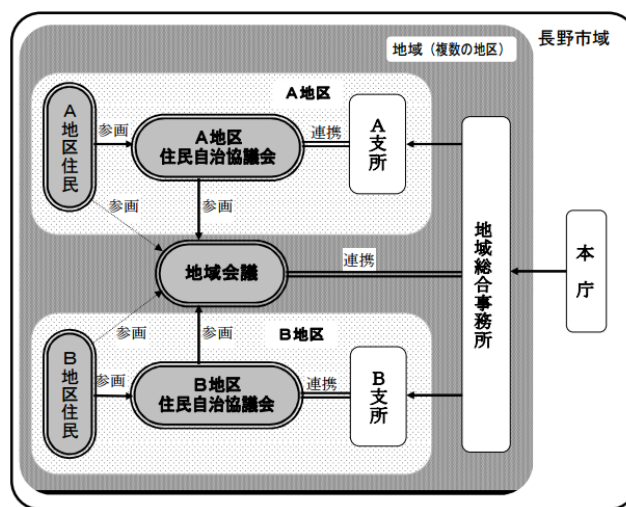 長野市域
地域（複数の地区）
A地区
A地区住民
参画
A地区
住民自治協議会
連携
A支所
参画
参画
地域会議
連携
地域総合事務所
本庁
参画
参画
B地区
B地区住民
参画
B地区
住民自治協議会
連携
B支所